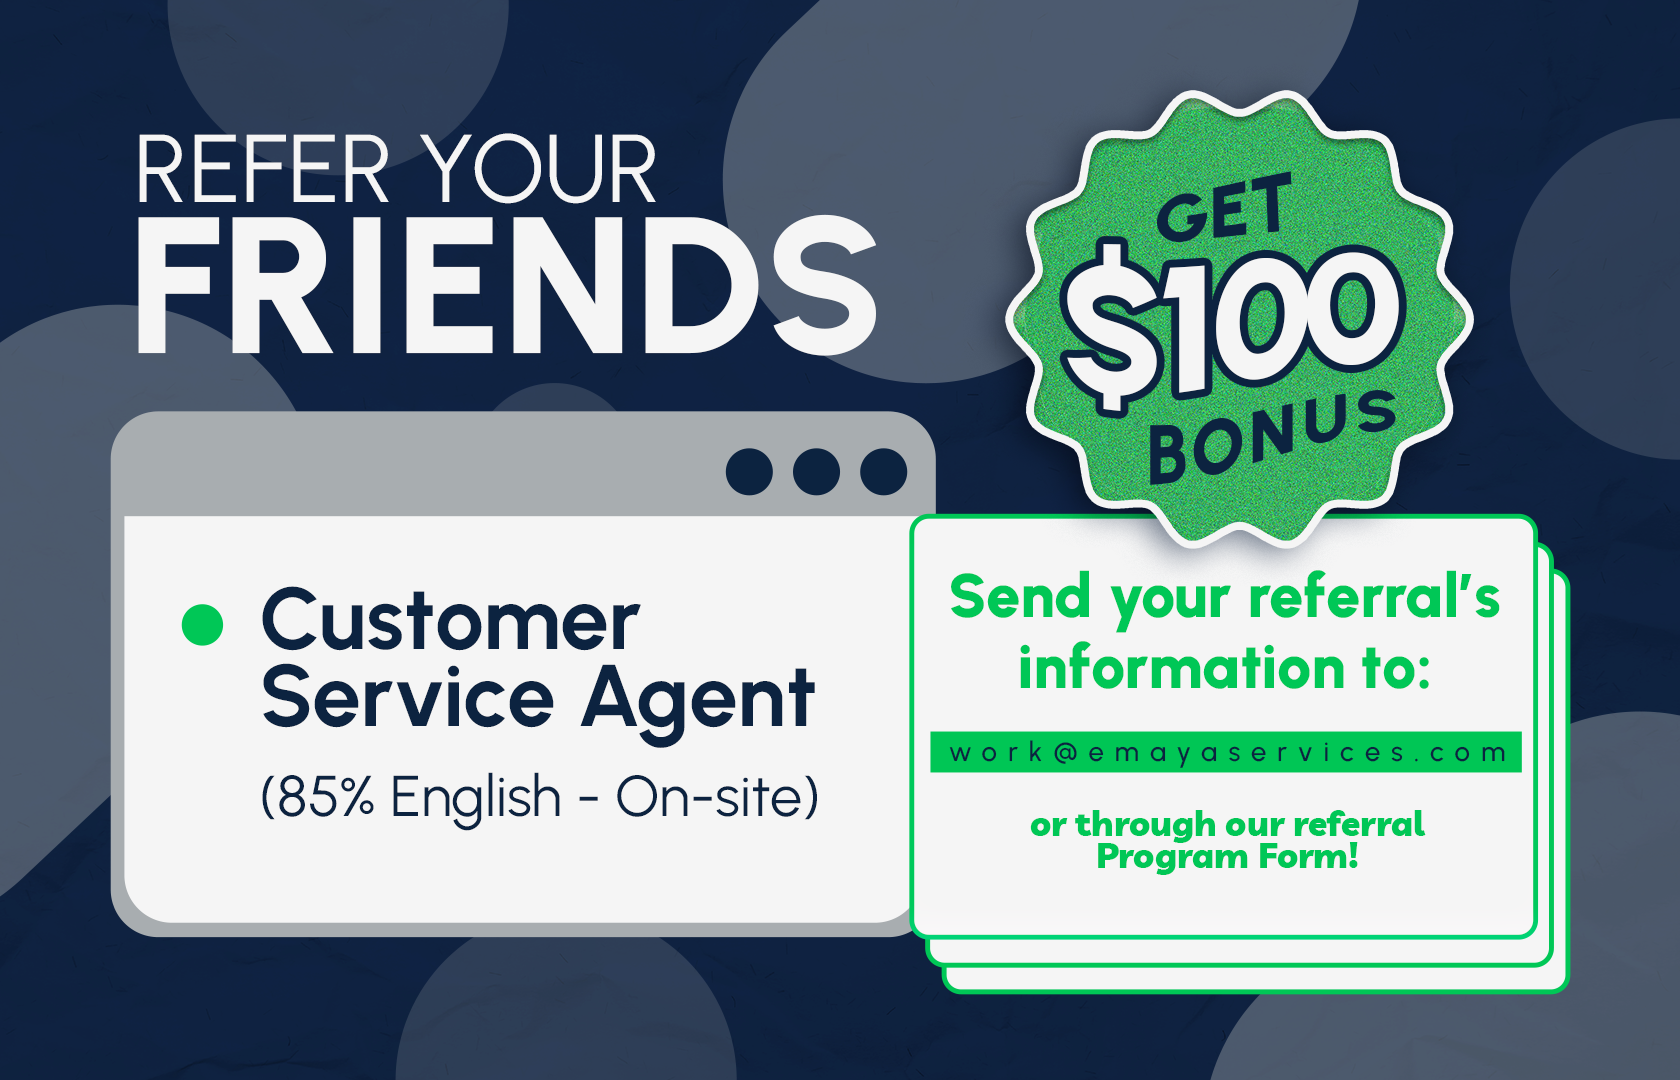 REFER YOUR
FRIENDS
GET
$100
BONUS
Customer
Service Agent
(85% English - On-site)
Send your referral's
information to:
work@emayaservices.com
or through our referral
Program Form!